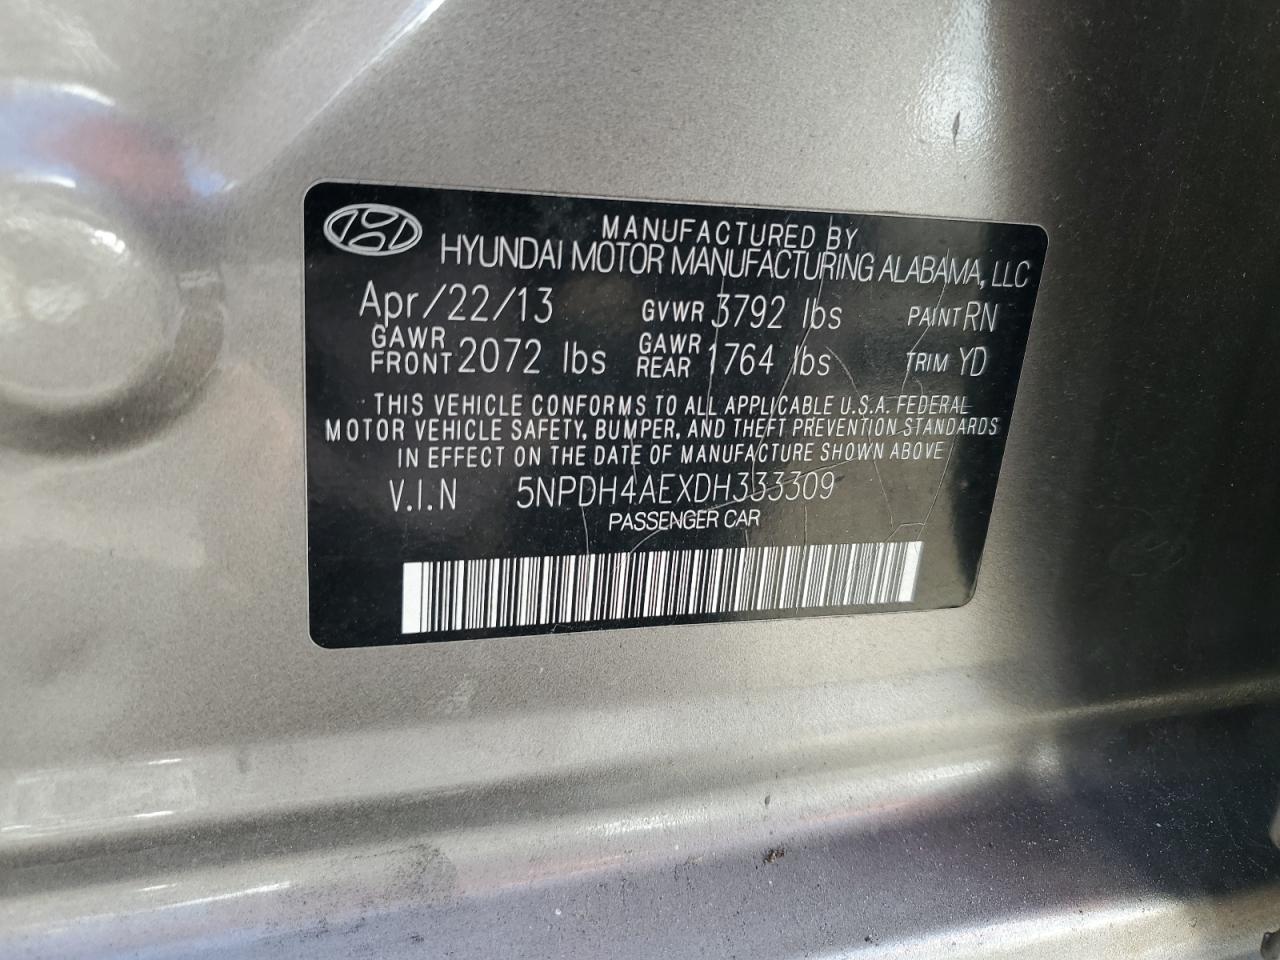 MANUFACTURED BY
HYUNDAI MOTOR MANUFACTURING ALABAMA, LLC
Apr/22/13 GVWR 3792 lbs PAINT RN
GAWR FRONT 2072 lbs GAWR REAR 1764 lbs TRIM YD
THIS VEHICLE CONFORMS TO ALL APPLICABLE U.S.A. FEDERAL
MOTOR VEHICLE SAFETY, BUMPER, AND THEFT PREVENTION STANDARDS
IN EFFECT ON THE DATE OF MANUFACTURE SHOWN ABOVE
V.I.N 5NPDH4AEXDH333309
PASSENGER CAR